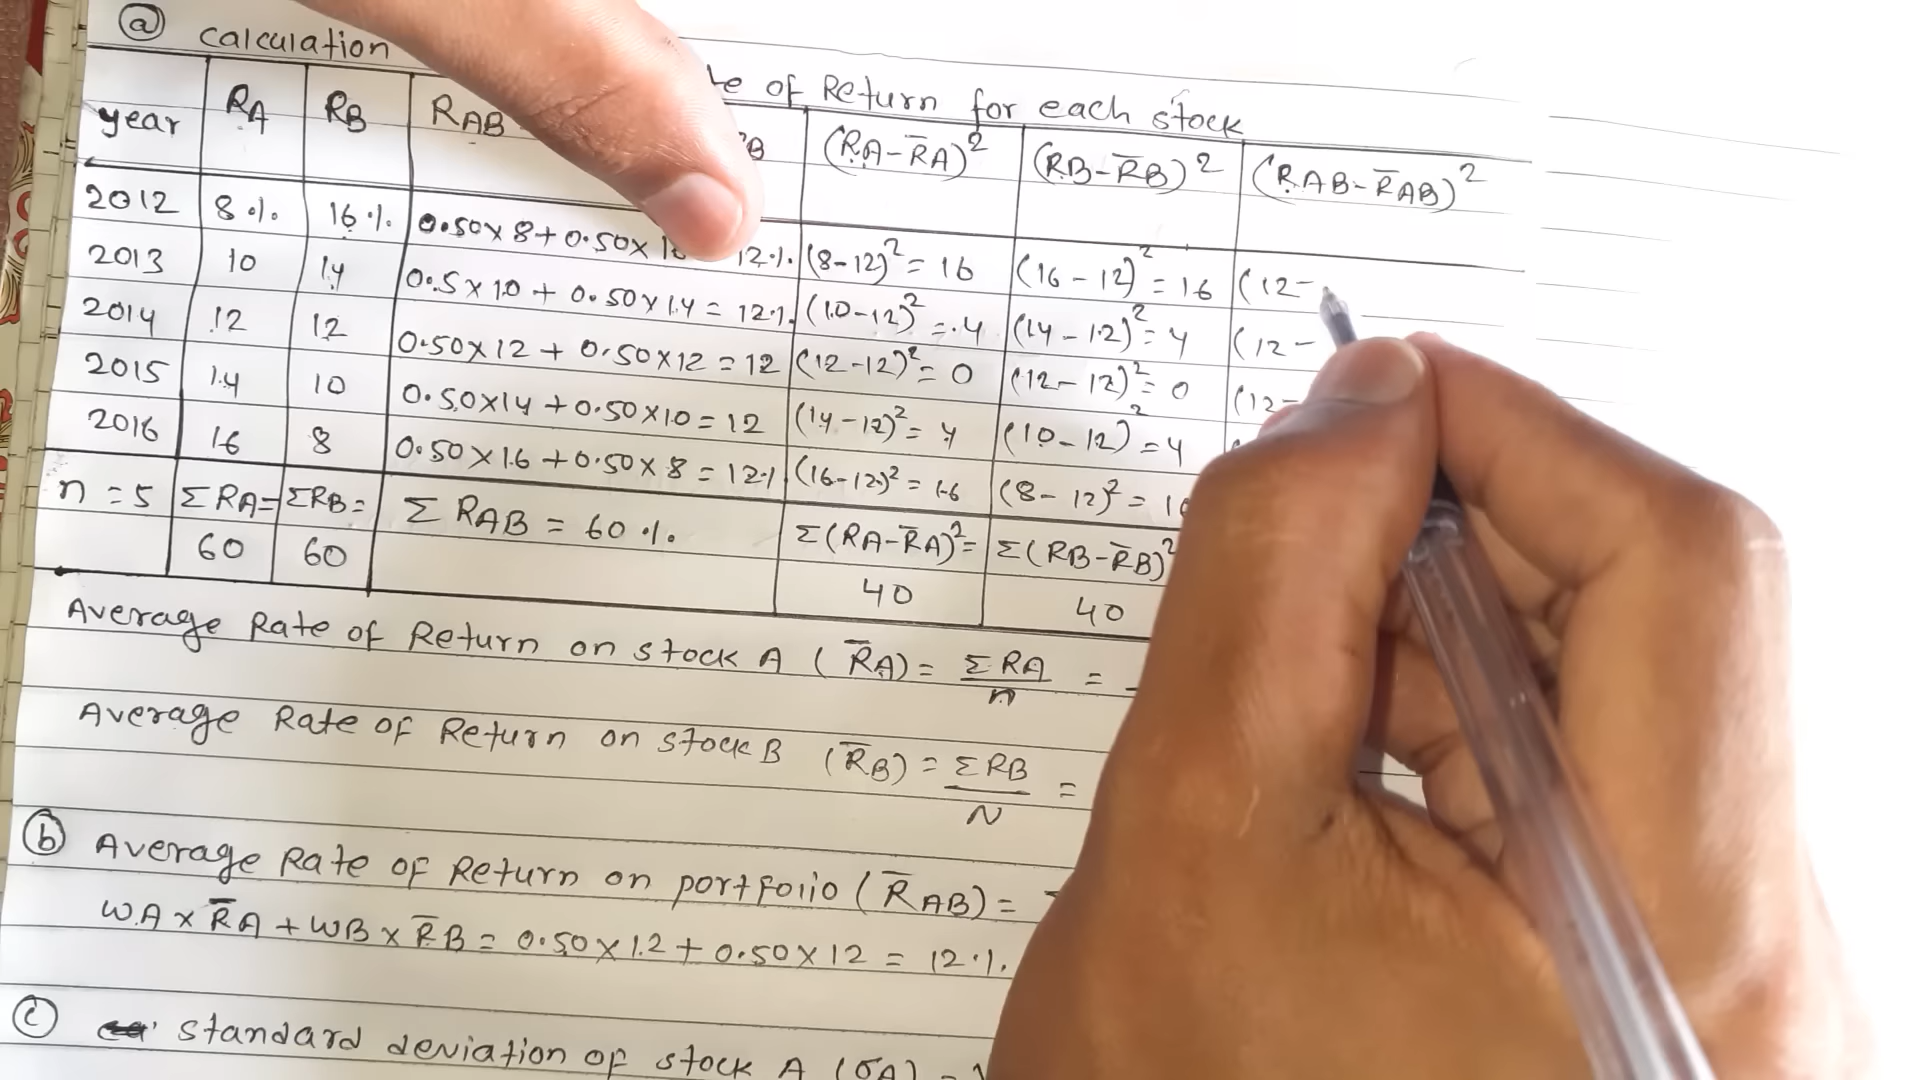 ⓐ calculation
of Return for each stock
year RA RB RAB (RA-R̄A)² (RB-R̄B)² (RAB-R̄AB)²
2012 8% 16% 0.50×8+0.50× 12% (8-12)² = 16 (16-12)² = 16 (12-
2013 10 14 0.5×10+0.50×14 = 12% (10-12)² = 4 (14-12)² = 4 (12-
2014 12 12 0.50×12+0.50×12 = 12 (12-12)² = 0 (12-12)² = 0 (12-
2015 14 10 0.50×14+0.50×10 = 12 (14-12)² = 4 (10-12)² = 4
2016 16 8 0.50×16+0.50×8 = 12% (16-12)² = 16 (8-12)² =
n = 5 ΣRA= ΣRB= ΣRAB = 60% Σ(RA-R̄A)²= Σ(RB-R̄B)²
60 60 40 40
Average Rate of Return on stock A (R̄A) = ΣRA/n =
Average Rate of Return on stock B (R̄B) = ΣRB/N =
ⓑ Average Rate of Return on portfolio (R̄AB) =
WA×R̄A+WB×R̄B = 0.50×12+0.50×12 = 12%
ⓒ standard deviation of stock A (σA) =